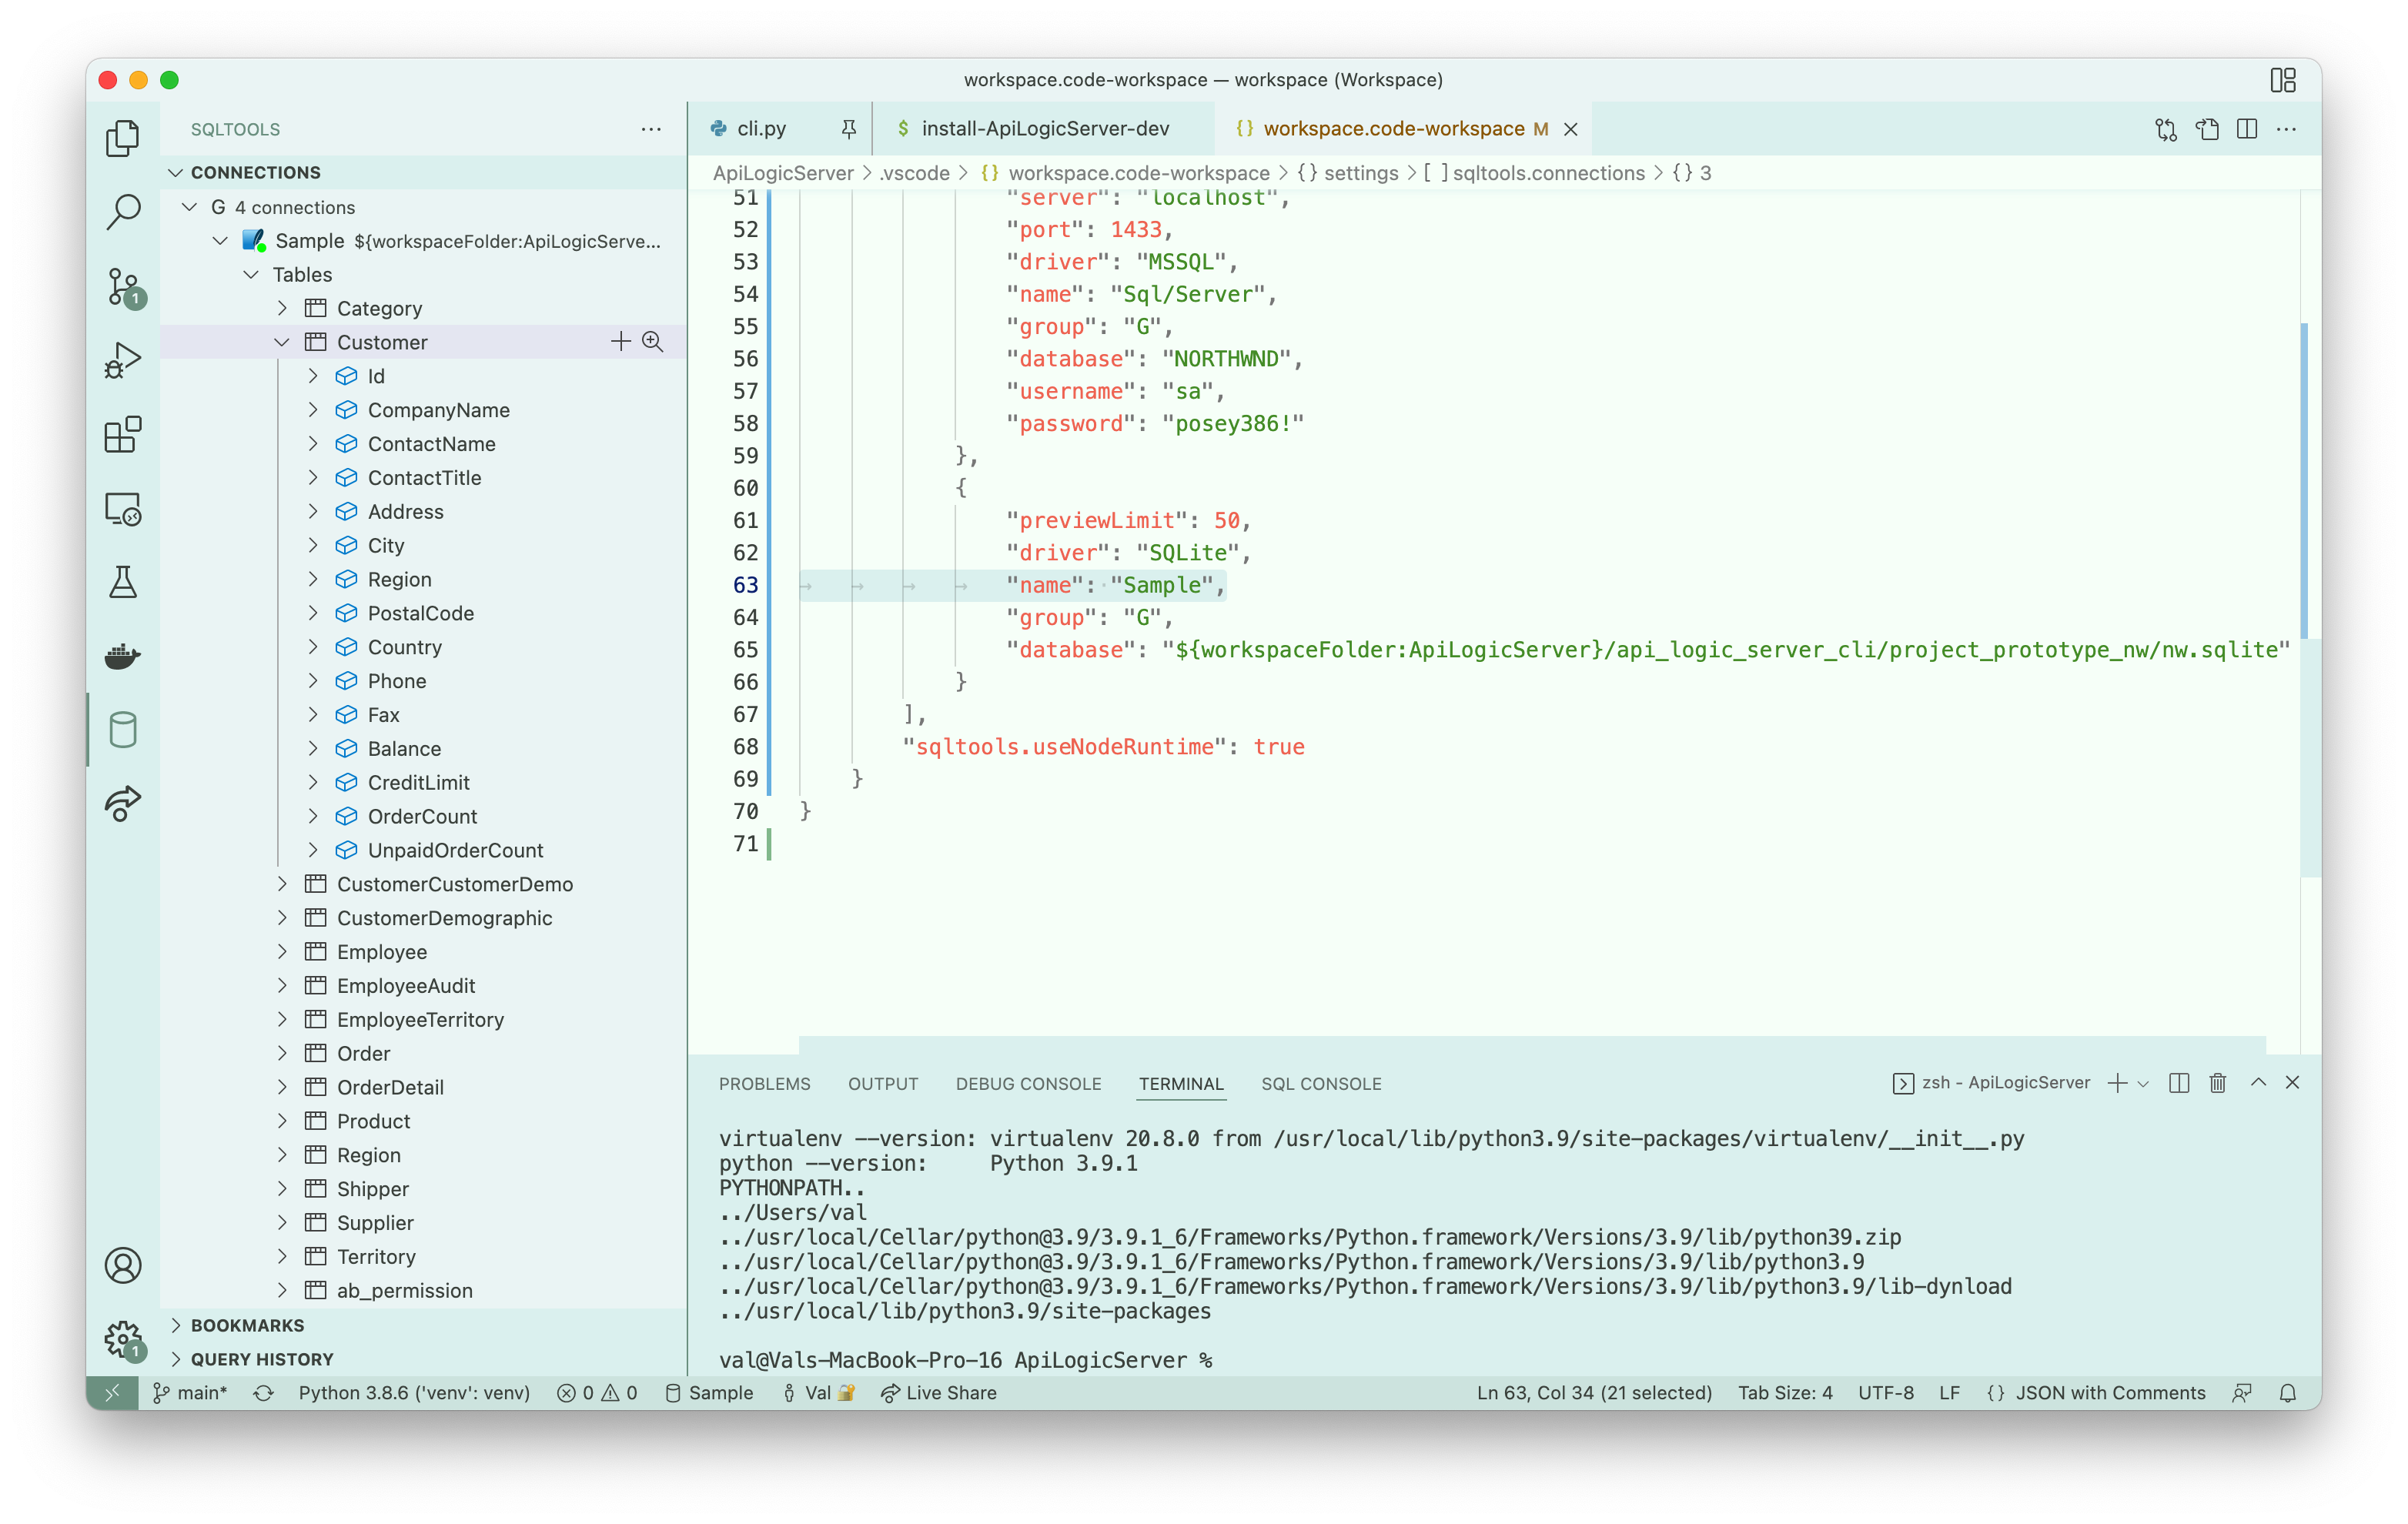 workspace.code-workspace — workspace (Workspace)
SQLTOOLS
CONNECTIONS
G 4 connections
Sample ${workspaceFolder:ApiLogicServe...
Tables
Category
Customer
Id
CompanyName
ContactName
ContactTitle
Address
City
Region
PostalCode
Country
Phone
Fax
Balance
CreditLimit
OrderCount
UnpaidOrderCount
CustomerCustomerDemo
CustomerDemographic
Employee
EmployeeAudit
EmployeeTerritory
Order
OrderDetail
Product
Region
Shipper
Supplier
Territory
ab_permission
BOOKMARKS
QUERY HISTORY
1
1
cli.py
$ install-ApiLogicServer-dev
{} workspace.code-workspace M
ApiLogicServer > .vscode > {} workspace.code-workspace > {} settings > [ ] sqltools.connections > {} 3
51 "server": "localhost",
52 "port": 1433,
53 "driver": "MSSQL",
54 "name": "Sql/Server",
55 "group": "G",
56 "database": "NORTHWND",
57 "username": "sa",
58 "password": "posey386!"
59 },
60 {
61 "previewLimit": 50,
62 "driver": "SQLite",
63 "name": "Sample",
64 "group": "G",
65 "database": "${workspaceFolder:ApiLogicServer}/api_logic_server_cli/project_prototype_nw/nw.sqlite"
66 }
67 ],
68 "sqltools.useNodeRuntime": true
69 }
70 }
71
PROBLEMS OUTPUT DEBUG CONSOLE TERMINAL SQL CONSOLE
zsh - ApiLogicServer
virtualenv --version: virtualenv 20.8.0 from /usr/local/lib/python3.9/site-packages/virtualenv/__init__.py
python --version: Python 3.9.1
PYTHONPATH..
../Users/val
../usr/local/Cellar/python@3.9/3.9.1_6/Frameworks/Python.framework/Versions/3.9/lib/python39.zip
../usr/local/Cellar/python@3.9/3.9.1_6/Frameworks/Python.framework/Versions/3.9/lib/python3.9
../usr/local/Cellar/python@3.9/3.9.1_6/Frameworks/Python.framework/Versions/3.9/lib/python3.9/lib-dynload
../usr/local/lib/python3.9/site-packages
val@Vals-MacBook-Pro-16 ApiLogicServer %
main* Python 3.8.6 ('venv': venv) 0 0 Sample Val Live Share Ln 63, Col 34 (21 selected) Tab Size: 4 UTF-8 LF {} JSON with Comments